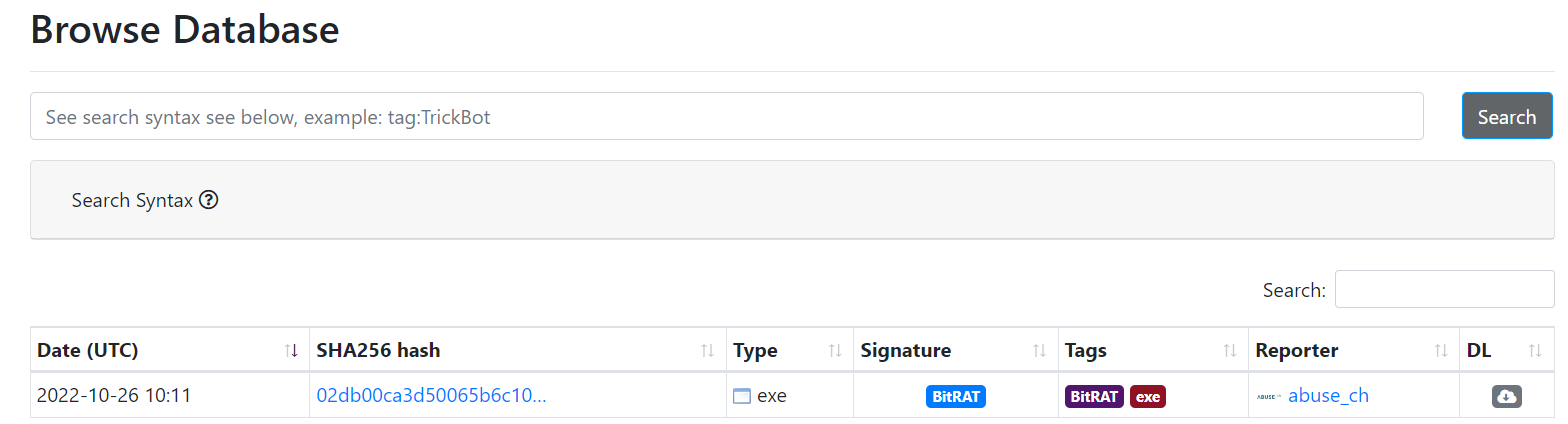 Browse Database
See search syntax see below, example: tag:TrickBot
Search
Search Syntax
Search:
Date (UTC) SHA256 hash Type Signature Tags Reporter DL
2022-10-26 10:11 02db00ca3d50065b6c10... exe BitRAT BitRAT exe abuse_ch